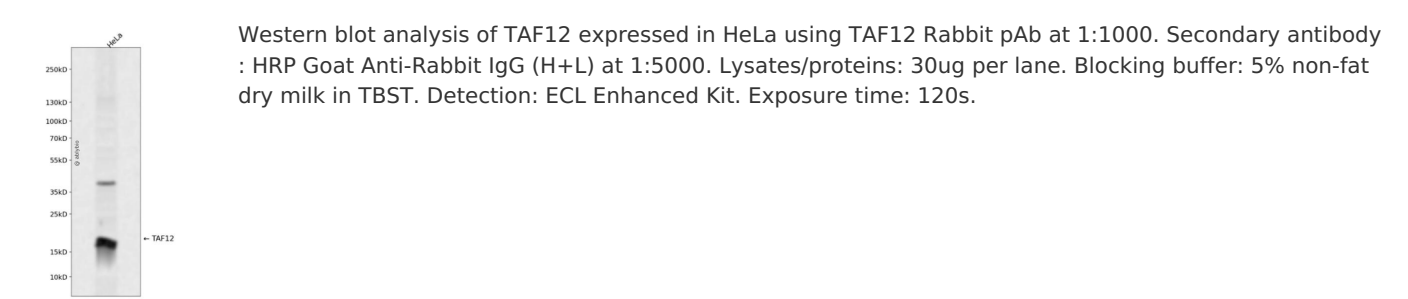 HeLa
250kD
130kD
100kD
70kD
55kD
35kD
25kD
15kD
10kD
@ abbybio
← TAF12
Western blot analysis of TAF12 expressed in HeLa using TAF12 Rabbit pAb at 1:1000. Secondary antibody
: HRP Goat Anti-Rabbit IgG (H+L) at 1:5000. Lysates/proteins: 30ug per lane. Blocking buffer: 5% non-fat
dry milk in TBST. Detection: ECL Enhanced Kit. Exposure time: 120s.